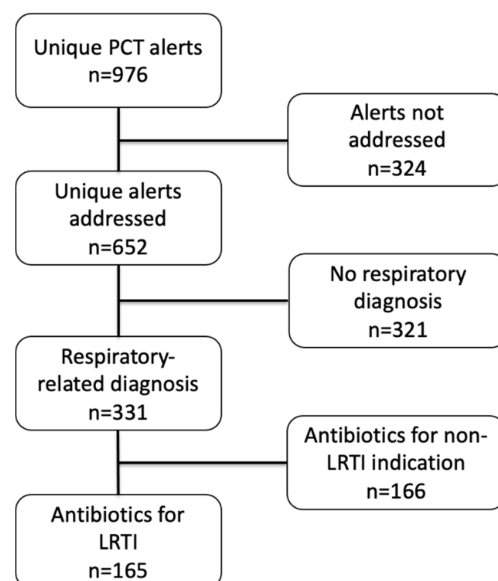 Unique PCT alerts
n=976
Alerts not
addressed
n=324
Unique alerts
addressed
n=652
No respiratory
diagnosis
n=321
Respiratory-
related diagnosis
n=331
Antibiotics for non-
LRTI indication
n=166
Antibiotics for
LRTI
n=165